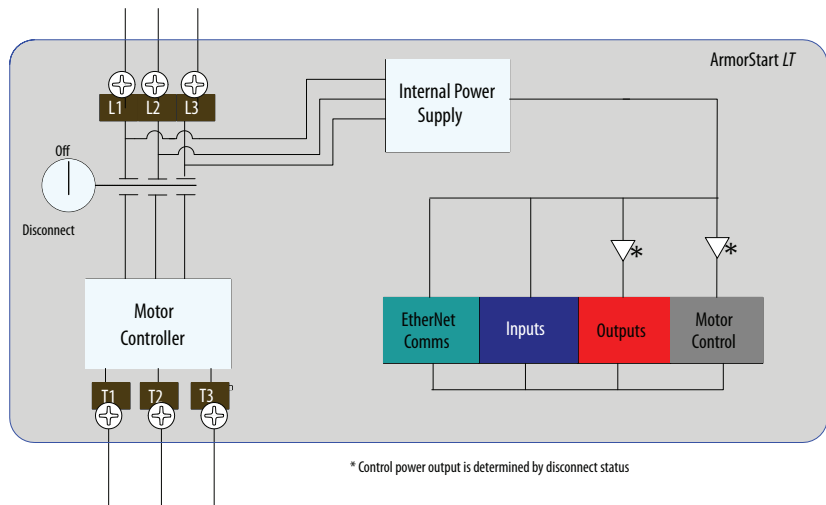 ArmorStart LT
L1 L2 L3
Internal Power
Supply
Off
Disconnect
Motor
Controller
EtherNet
Comms
Inputs
Outputs
Motor
Control
*
*
T1 T2 T3
* Control power output is determined by disconnect status